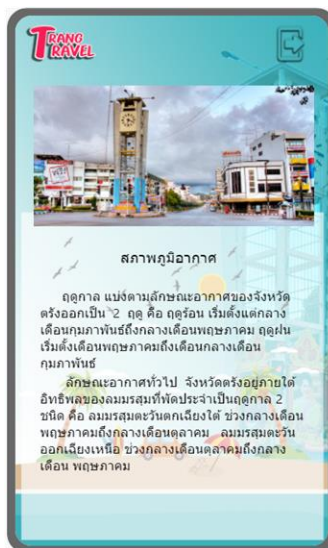 TRANG
TRAVEL
สภาพภูมิอากาศ
ฤดูกาล แบ่งตามลักษณะอากาศของจังหวัด
ตรังออกเป็น 2 ฤดู คือ ฤดูร้อน เริ่มตั้งแต่กลาง
เดือนกุมภาพันธ์ถึงกลางเดือนพฤษภาคม ฤดูฝน
เริ่มตั้งเดือนพฤษภาคมถึงเดือนกลางเดือน
กุมภาพันธ์
ลักษณะอากาศทั่วไป จังหวัดตรังอยู่ภายใต้
อิทธิพลของลมมรสุมที่พัดประจำเป็นฤดูกาล 2
ชนิด คือ ลมมรสุมตะวันตกเฉียงใต้ ช่วงกลางเดือน
พฤษภาคมถึงกลางเดือนตุลาคม ลมมรสุมตะวัน
ออกเฉียงเหนือ ช่วงกลางเดือนตุลาคมถึงกลาง
เดือน พฤษภาคม